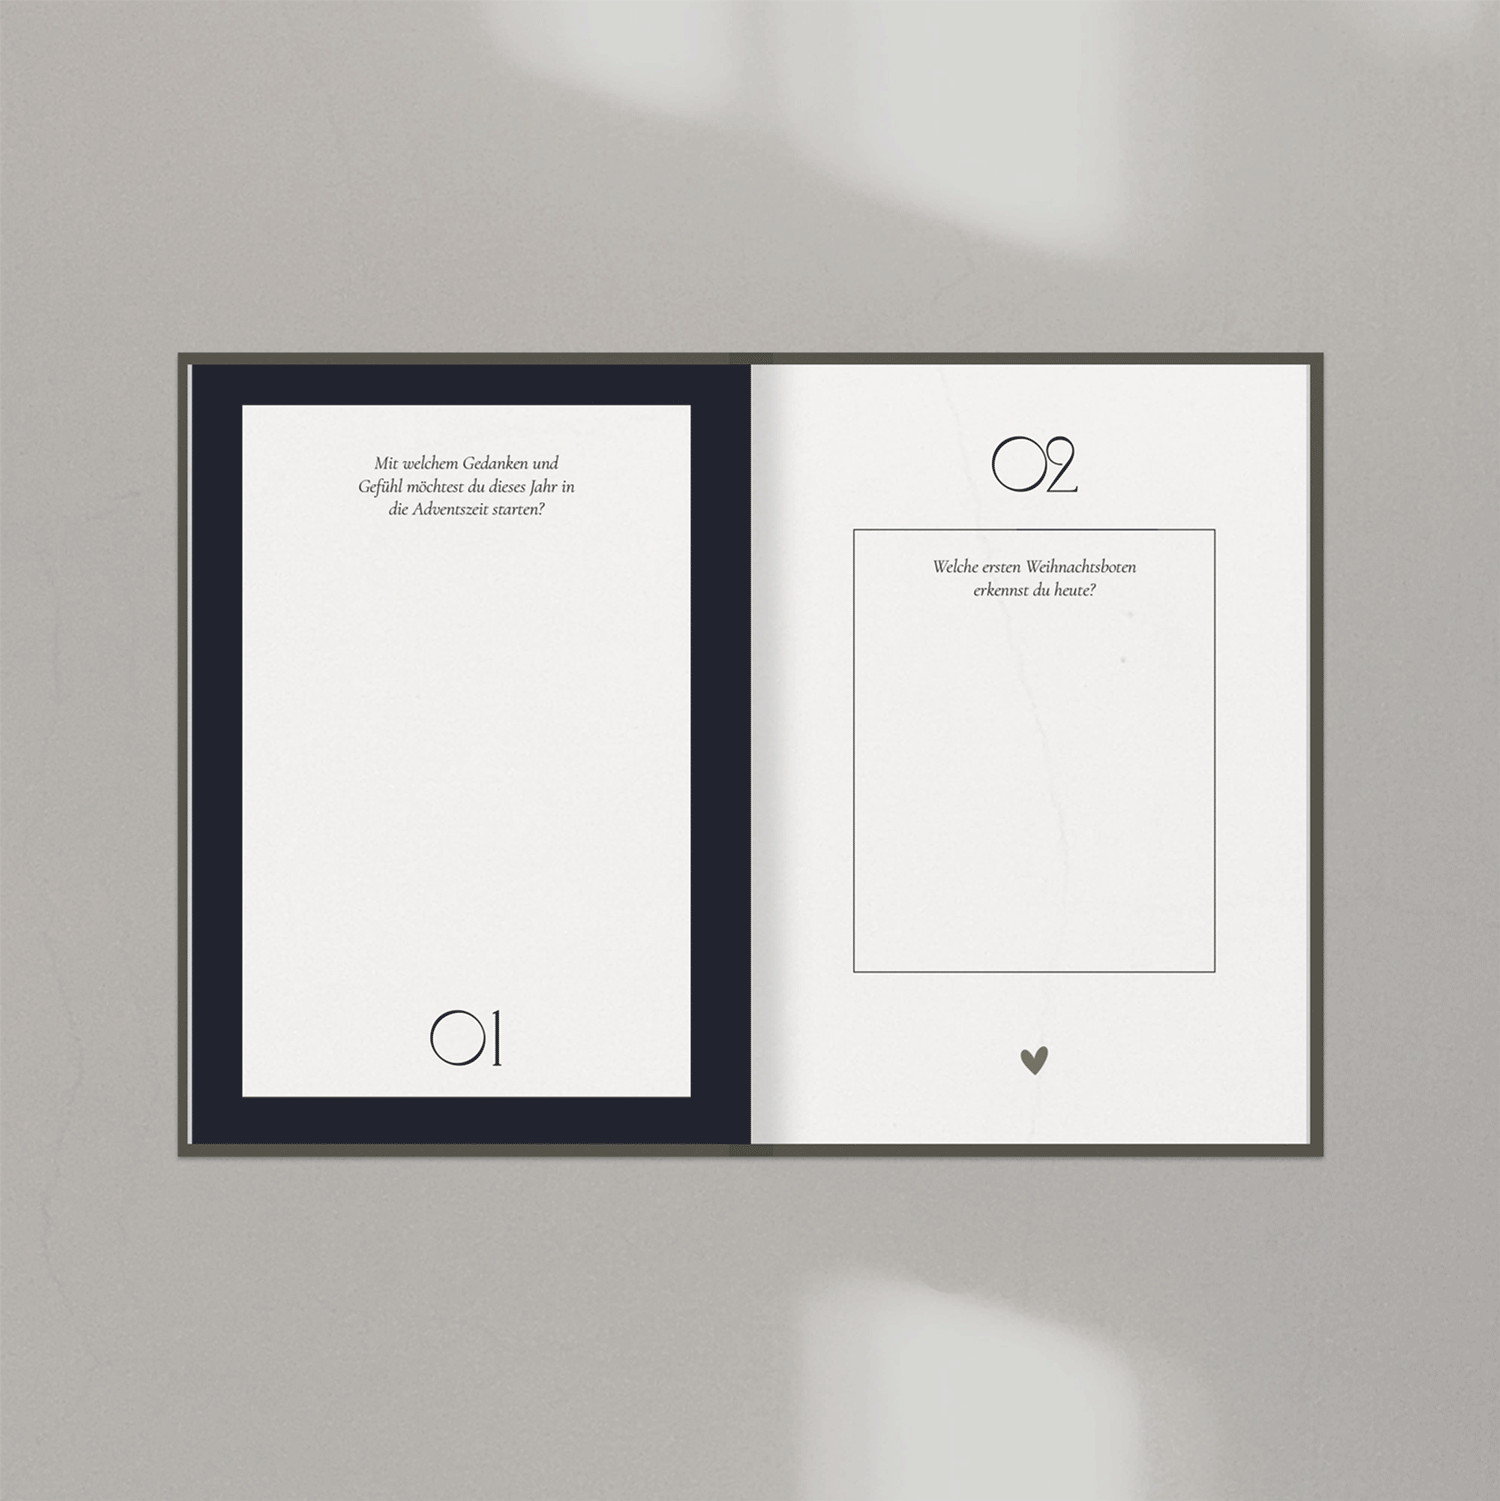 Mit welchem Gedanken und
Gefühl möchtest du dieses Jahr in
die Adventszeit starten?
01
02
Welche ersten Weihnachtsboten
erkennst du heute?